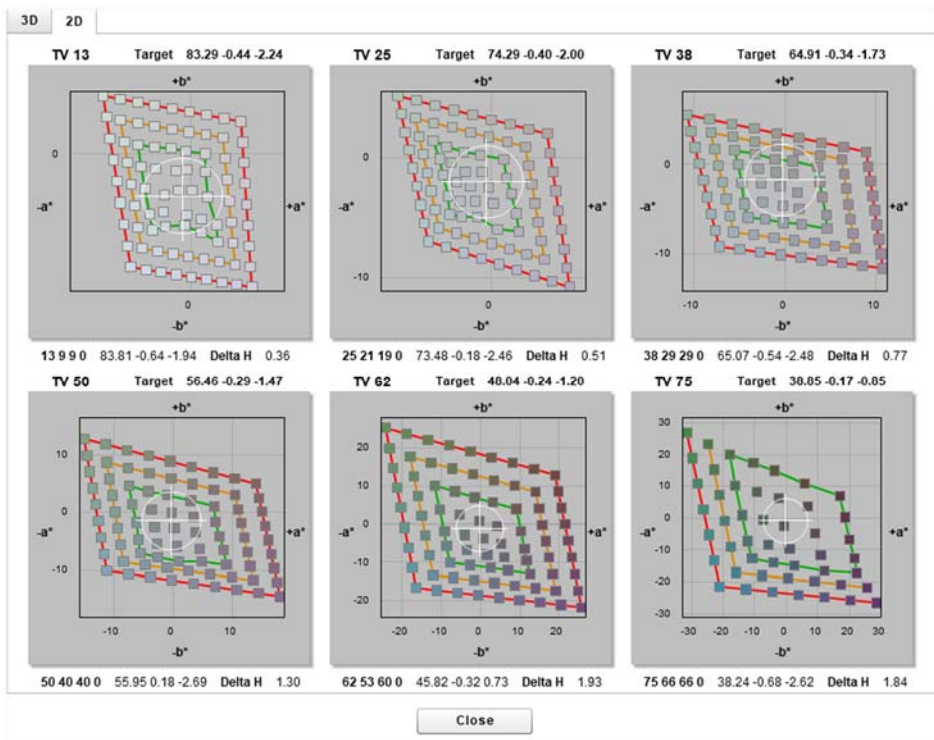 3D 2D
TV 13 Target 83.29 -0.44 -2.24
+b*
0
-a* +a*
0
-b*
13 9 9 0 83.81 -0.64 -1.94 Delta H 0.36
TV 25 Target 74.29 -0.40 -2.00
+b*
0
-a* +a*
-10
0
-b*
25 21 19 0 73.48 -0.18 -2.46 Delta H 0.51
TV 38 Target 64.91 -0.34 -1.73
+b*
0
-a* +a*
-10
-10 0 10
-b*
38 29 29 0 65.07 -0.54 -2.48 Delta H 0.77
TV 50 Target 56.46 -0.29 -1.47
+b*
10
0
-a* +a*
-10
-10 0 10
-b*
50 40 40 0 55.95 0.18 -2.69 Delta H 1.30
TV 62 Target 48.04 -0.24 -1.20
+b*
20
10
0
-a* +a*
-10
-20
-20 -10 0 10 20
-b*
62 53 60 0 45.82 -0.32 0.73 Delta H 1.93
TV 75 Target 38.85 -0.17 -0.85
+b*
30
20
10
0
-a* +a*
-10
-20
-30
-30 -20 -10 0 10 20 30
-b*
75 66 66 0 38.24 -0.68 -2.62 Delta H 1.84
Close